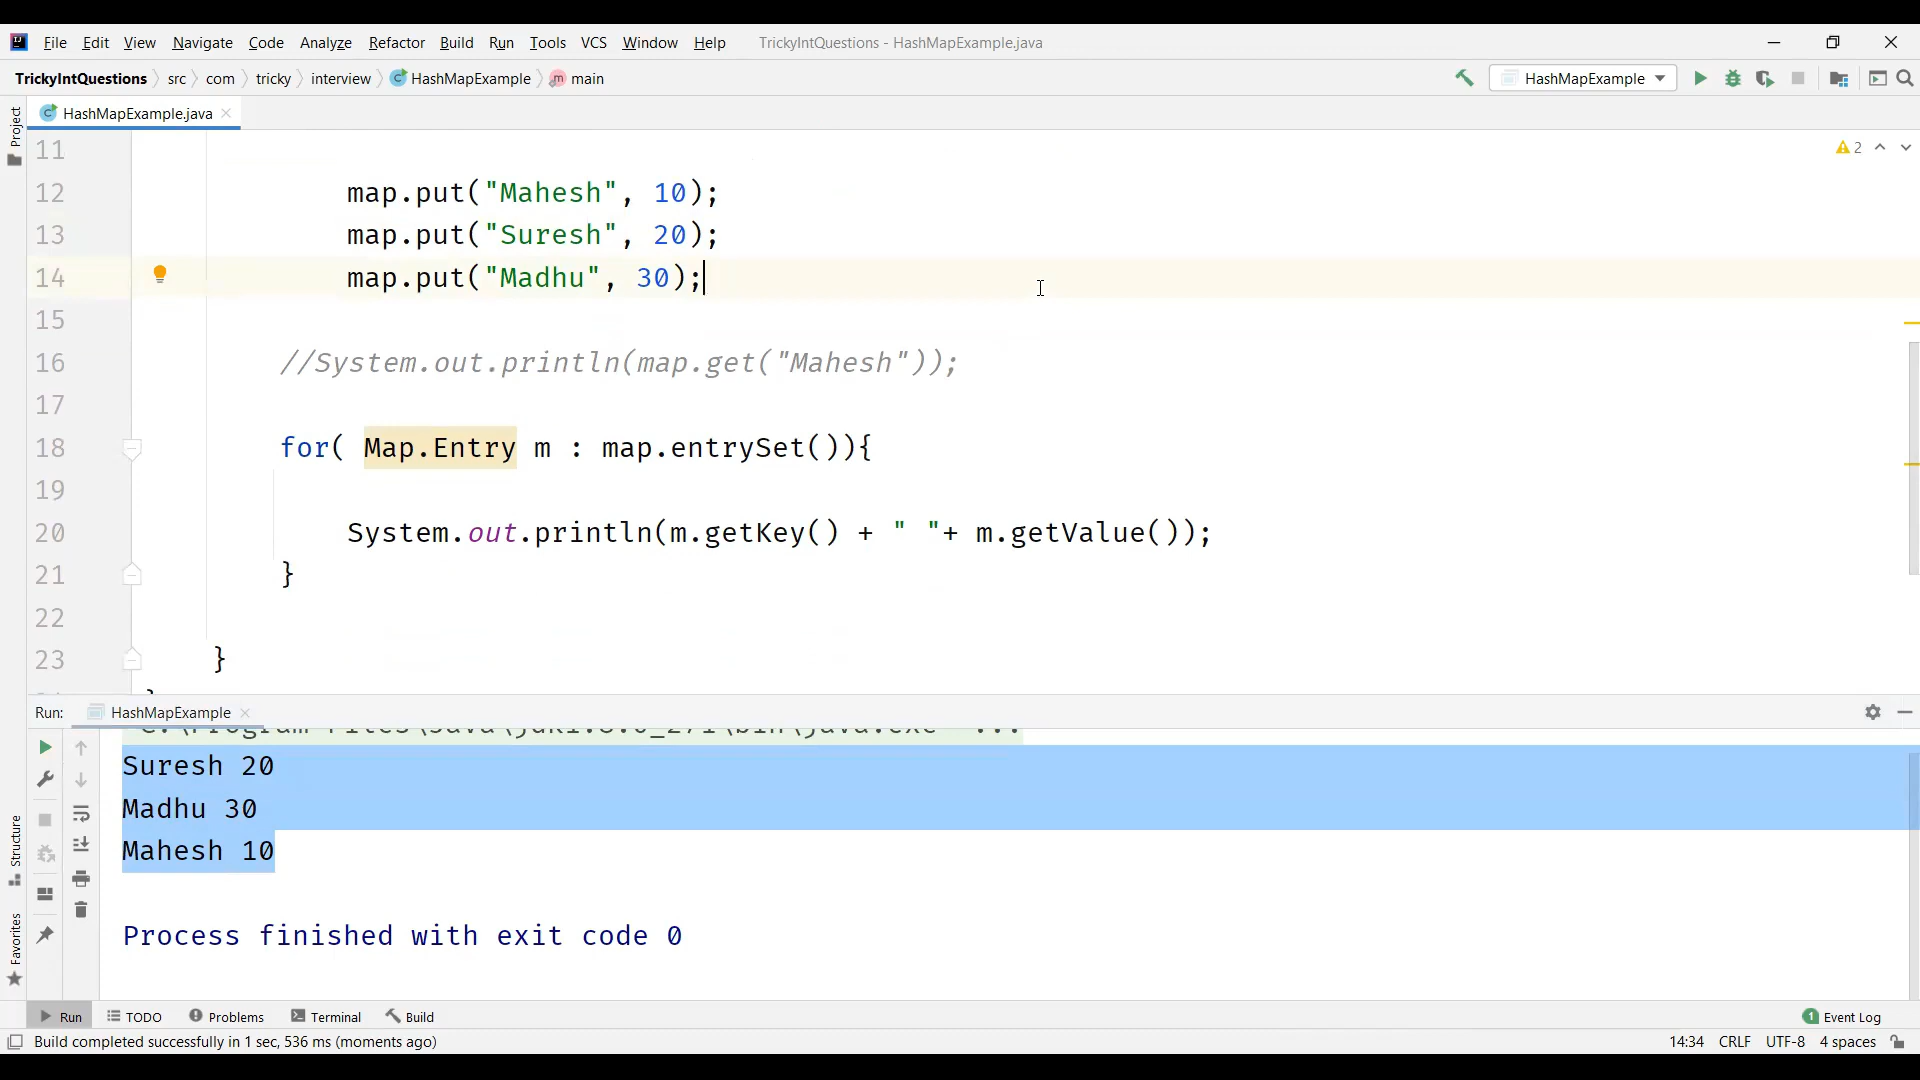 File Edit View Navigate Code Analyze Refactor Build Run Tools VCS Window Help TrickyIntQuestions - HashMapExample.java
TrickyIntQuestions src com tricky interview HashMapExample main HashMapExample
Project
HashMapExample.java
2
11
12 map.put("Mahesh", 10);
13 map.put("Suresh", 20);
14 map.put("Madhu", 30);
15
16 //System.out.println(map.get("Mahesh"));
17
18 for( Map.Entry m : map.entrySet()){
19
20 System.out.println(m.getKey() + " "+ m.getValue());
21 }
22
23 }
Run: HashMapExample
Suresh 20
Madhu 30
Mahesh 10
Process finished with exit code 0
Structure
Favorites
Run TODO Problems Terminal Build 1 Event Log
Build completed successfully in 1 sec, 536 ms (moments ago) 14:34 CRLF UTF-8 4 spaces